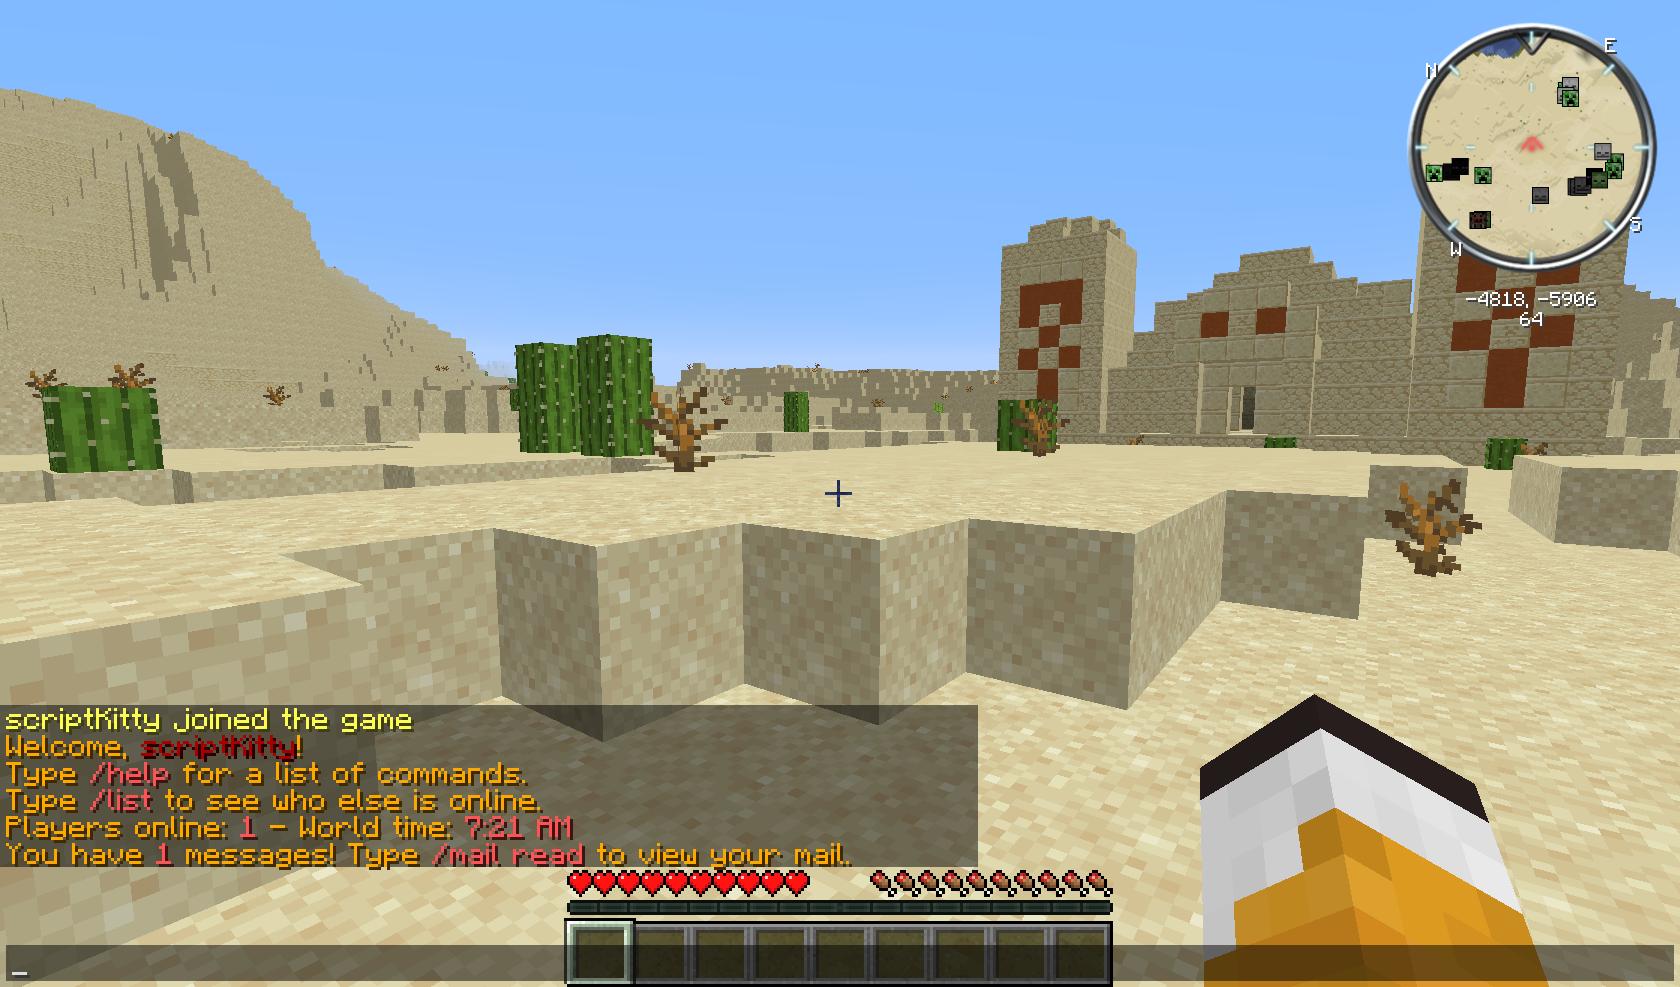 N
E
S
W
-4818, -5906
64
scriptKitty joined the game
Welcome, scriptKitty!
Type /help for a list of commands.
Type /list to see who else is online.
Players online: 1 - World time: 7:21 AM
You have 1 messages! Type /mail read to view your mail.
_